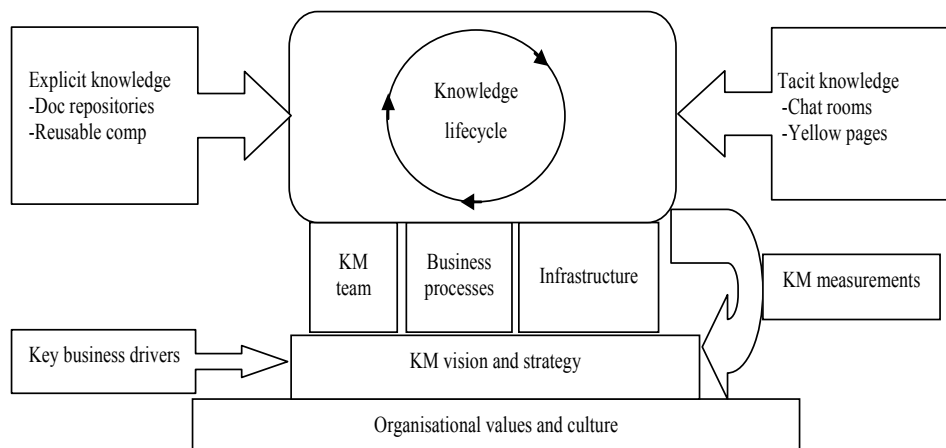 Explicit knowledge
-Doc repositories
-Reusable comp
Knowledge
lifecycle
Tacit knowledge
-Chat rooms
-Yellow pages
KM
team
Business
processes
Infrastructure
KM measurements
Key business drivers
KM vision and strategy
Organisational values and culture